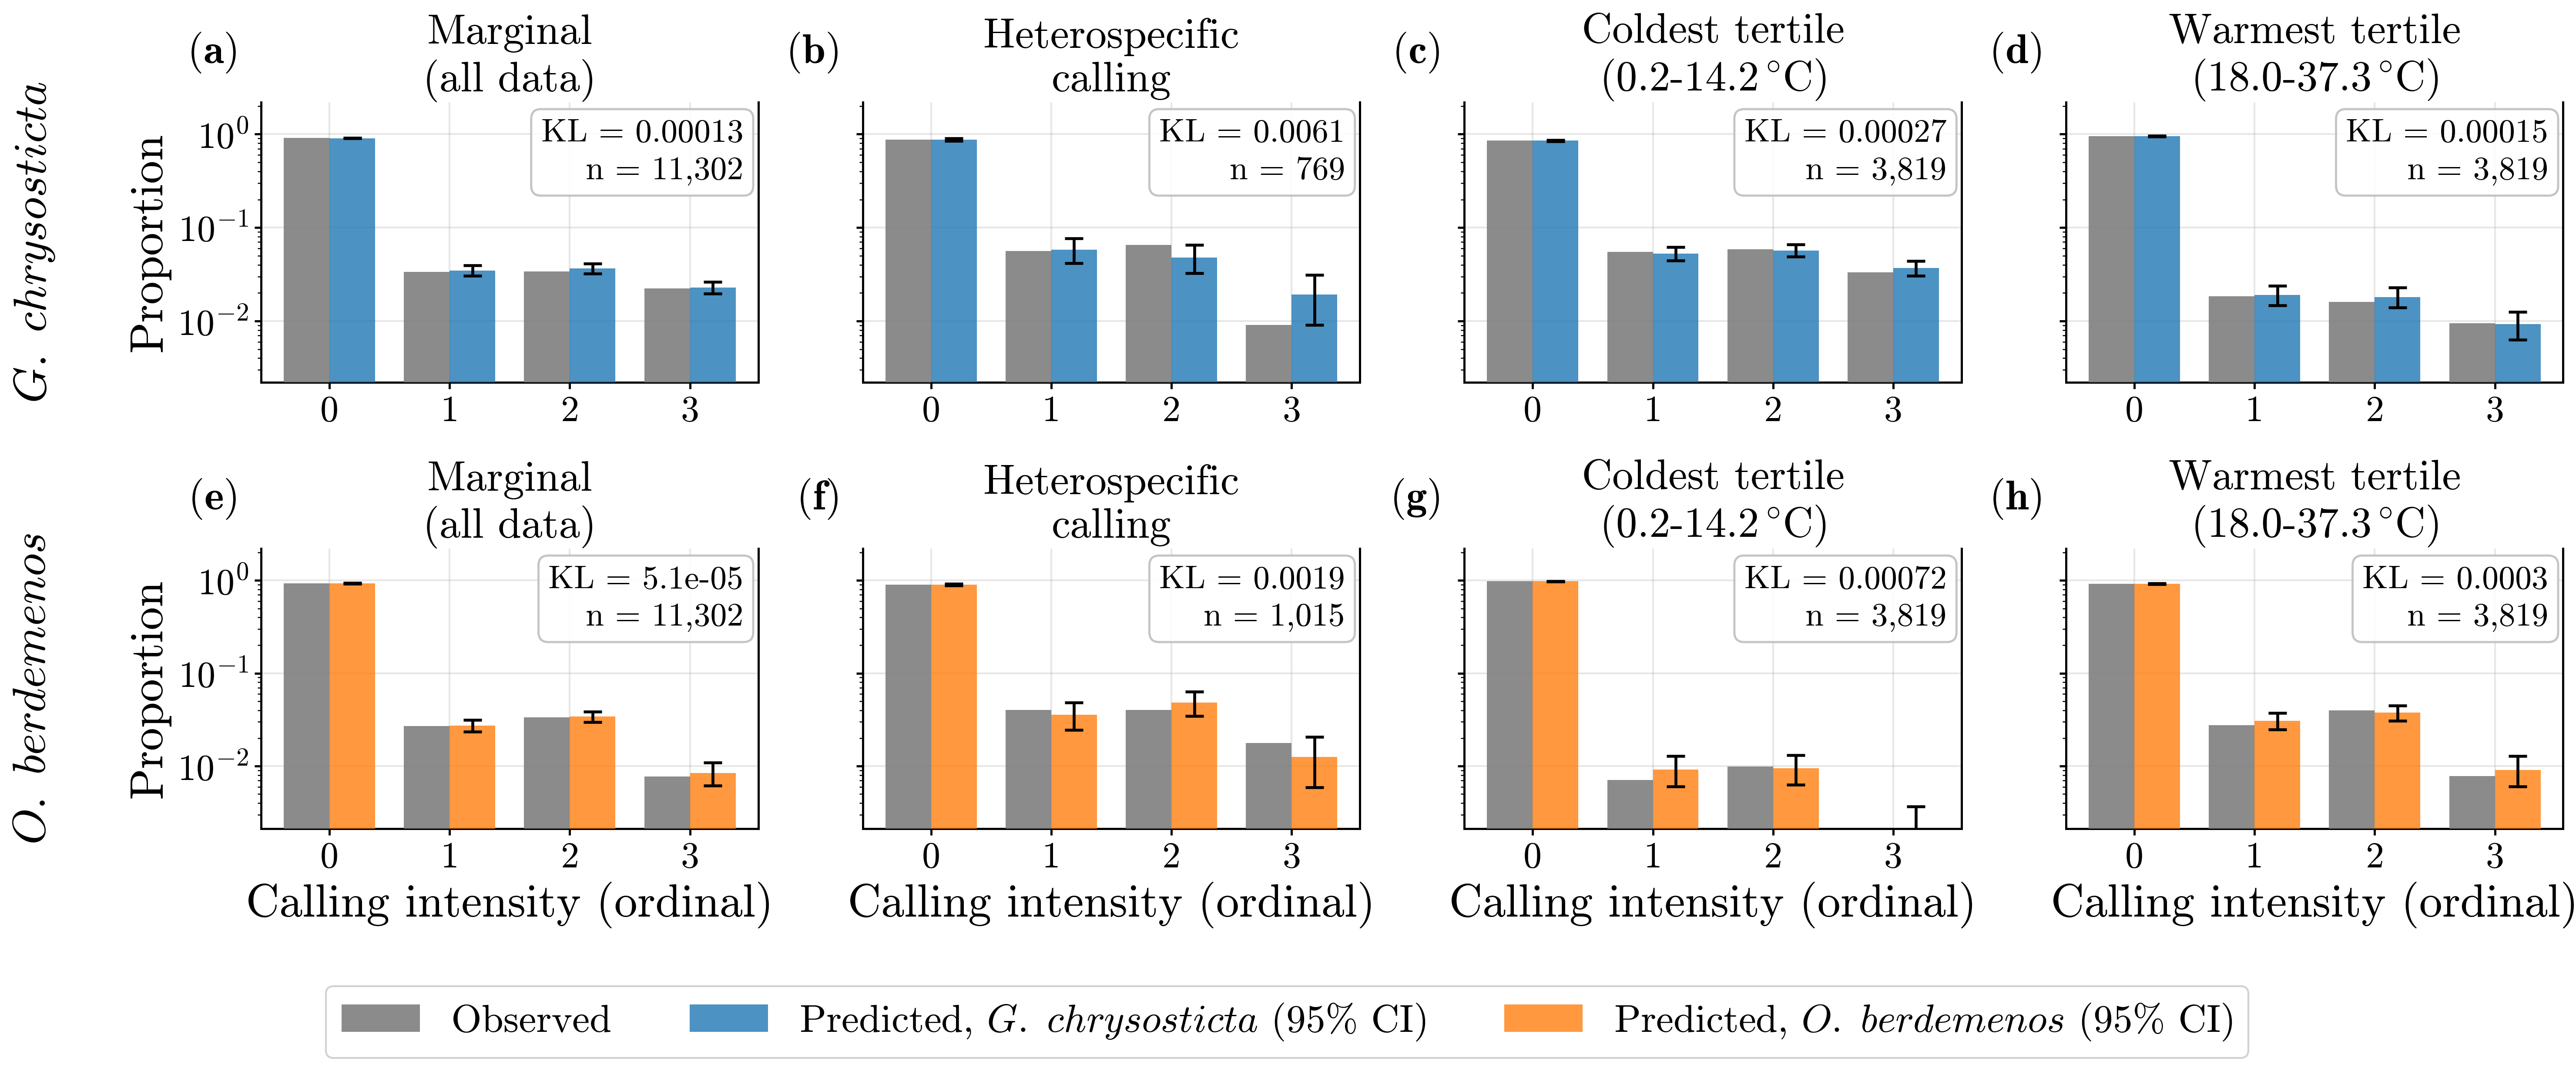 (a) Marginal
(all data)
(b) Heterospecific
calling
(c) Coldest tertile
(0.2-14.2 °C)
(d) Warmest tertile
(18.0-37.3 °C)
G. chrysosticta
Proportion
10⁰
10⁻¹
10⁻²
KL = 0.00013
n = 11,302
0 1 2 3
KL = 0.0061
n = 769
0 1 2 3
KL = 0.00027
n = 3,819
0 1 2 3
KL = 0.00015
n = 3,819
0 1 2 3
(e) Marginal
(all data)
(f) Heterospecific
calling
(g) Coldest tertile
(0.2-14.2 °C)
(h) Warmest tertile
(18.0-37.3 °C)
O. berdemenos
Proportion
10⁰
10⁻¹
10⁻²
KL = 5.1e-05
n = 11,302
0 1 2 3
Calling intensity (ordinal)
KL = 0.0019
n = 1,015
0 1 2 3
Calling intensity (ordinal)
KL = 0.00072
n = 3,819
0 1 2 3
Calling intensity (ordinal)
KL = 0.0003
n = 3,819
0 1 2 3
Calling intensity (ordinal)
Observed
Predicted, G. chrysosticta (95% CI)
Predicted, O. berdemenos (95% CI)